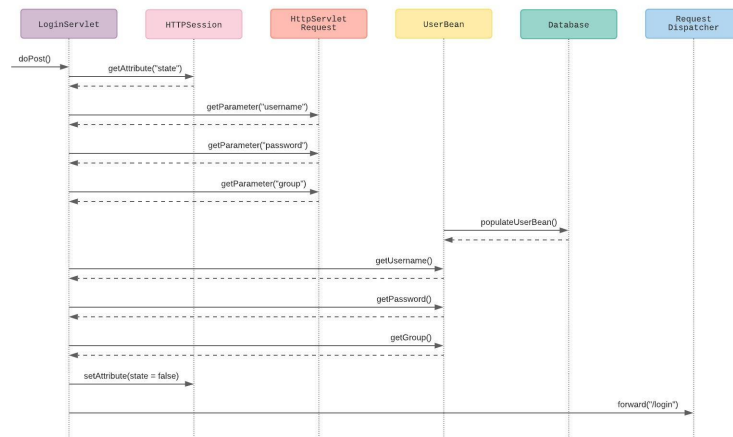 LoginServlet
HTTPSession
HttpServlet
Request
UserBean
Database
Request
Dispatcher
doPost()
getAttribute("state")
getParameter("username")
getParameter("password")
getParameter("group")
populateUserBean()
getUsername()
getPassword()
getGroup()
setAttribute(state = false)
forward("/login")